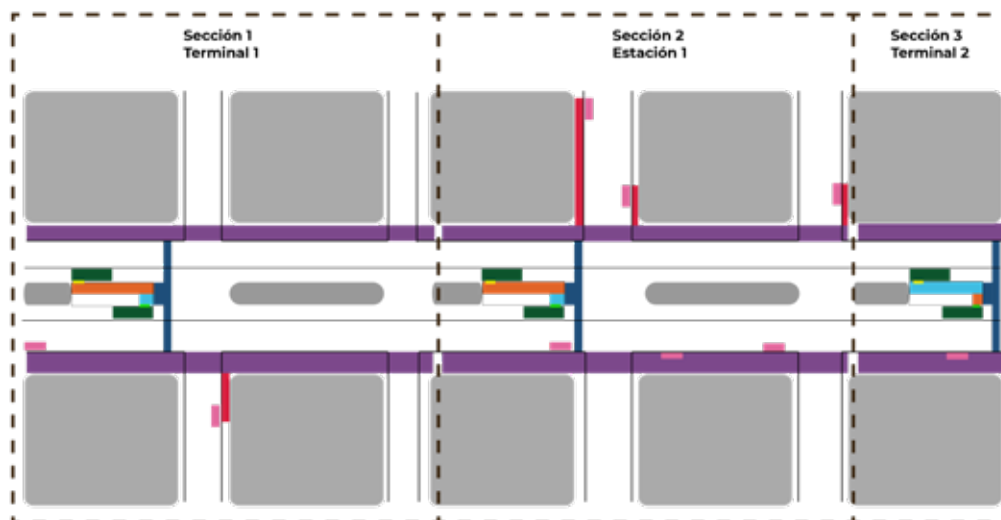 Sección 1
Terminal 1
Sección 2
Estación 1
Sección 3
Terminal 2